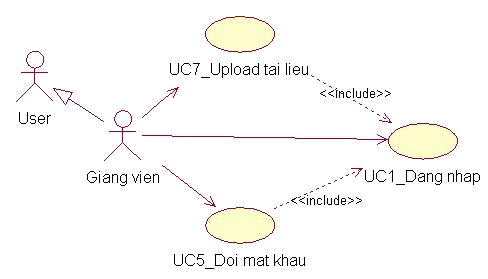 UC7_Upload tai lieu
<<include>>
User
Giang vien
UC1_Dang nhap
<<include>>
UC5_Doi mat khau